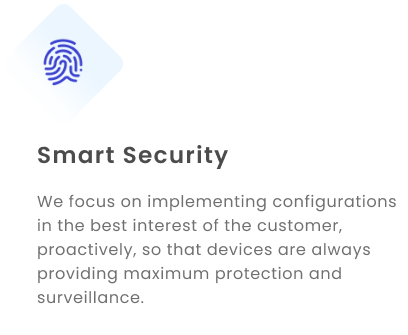 Smart Security
We focus on implementing configurations
in the best interest of the customer,
proactively, so that devices are always
providing maximum protection and
surveillance.